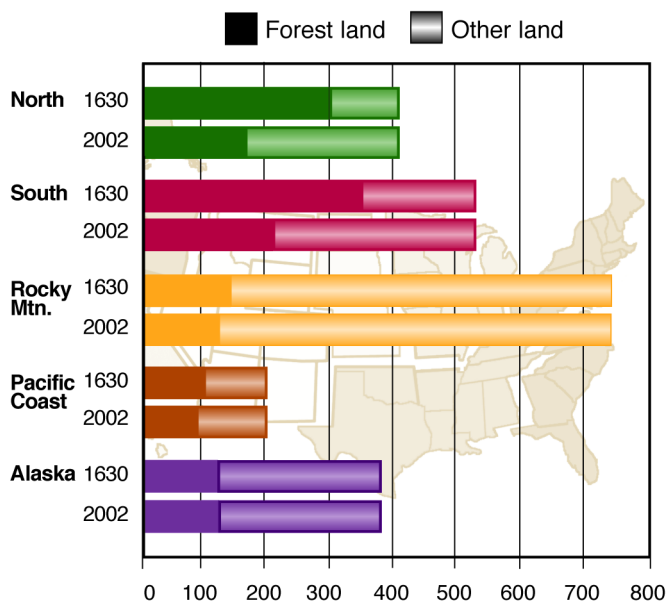 Forest land Other land
North 1630
2002
South 1630
2002
Rocky Mtn. 1630
2002
Pacific Coast 1630
2002
Alaska 1630
2002
0 100 200 300 400 500 600 700 800